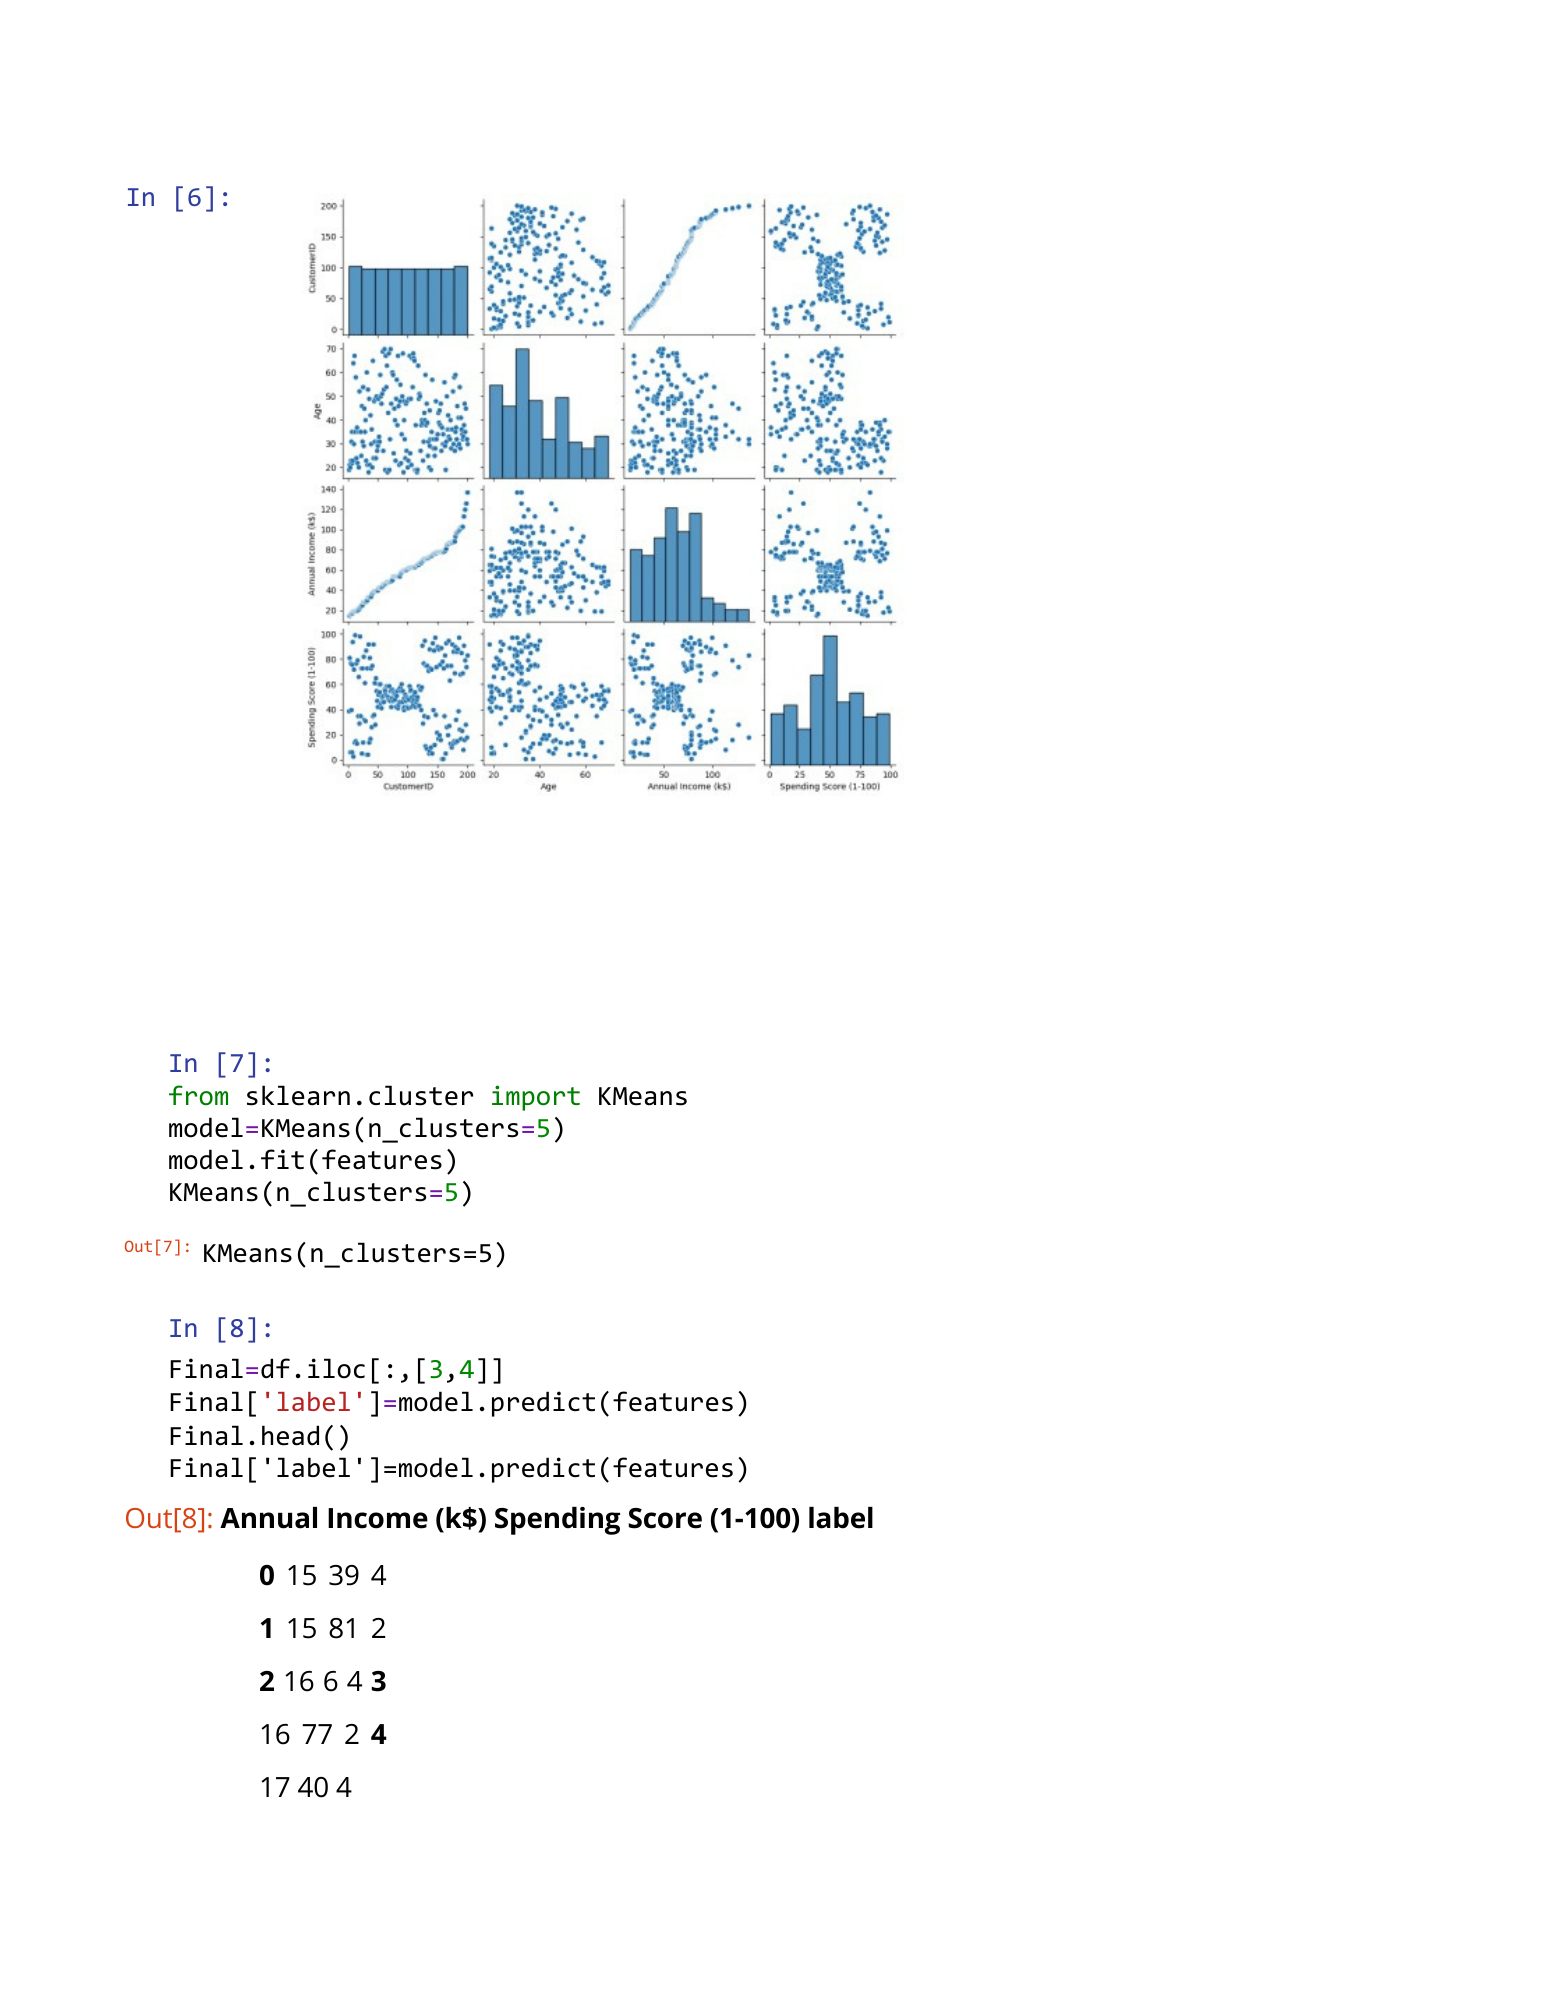 In [6]:
200
150
100
50
0
CustomerID
70
60
50
40
30
20
Age
140
120
100
80
60
40
20
Annual Income (k$)
100
80
60
40
20
0
Spending Score (1-100)
0 50 100 150 200 20 40 60 50 100 0 25 50 75 100
CustomerID Age Annual Income (k$) Spending Score (1-100)
In [7]:
from sklearn.cluster import KMeans
model=KMeans(n_clusters=5)
model.fit(features)
KMeans(n_clusters=5)
Out[7]: KMeans(n_clusters=5)
In [8]:
Final=df.iloc[:,[3,4]]
Final['label']=model.predict(features)
Final.head()
Final['label']=model.predict(features)
Out[8]: Annual Income (k$) Spending Score (1-100) label
0 15 39 4
1 15 81 2
2 16 6 4 3
16 77 2 4
17 40 4